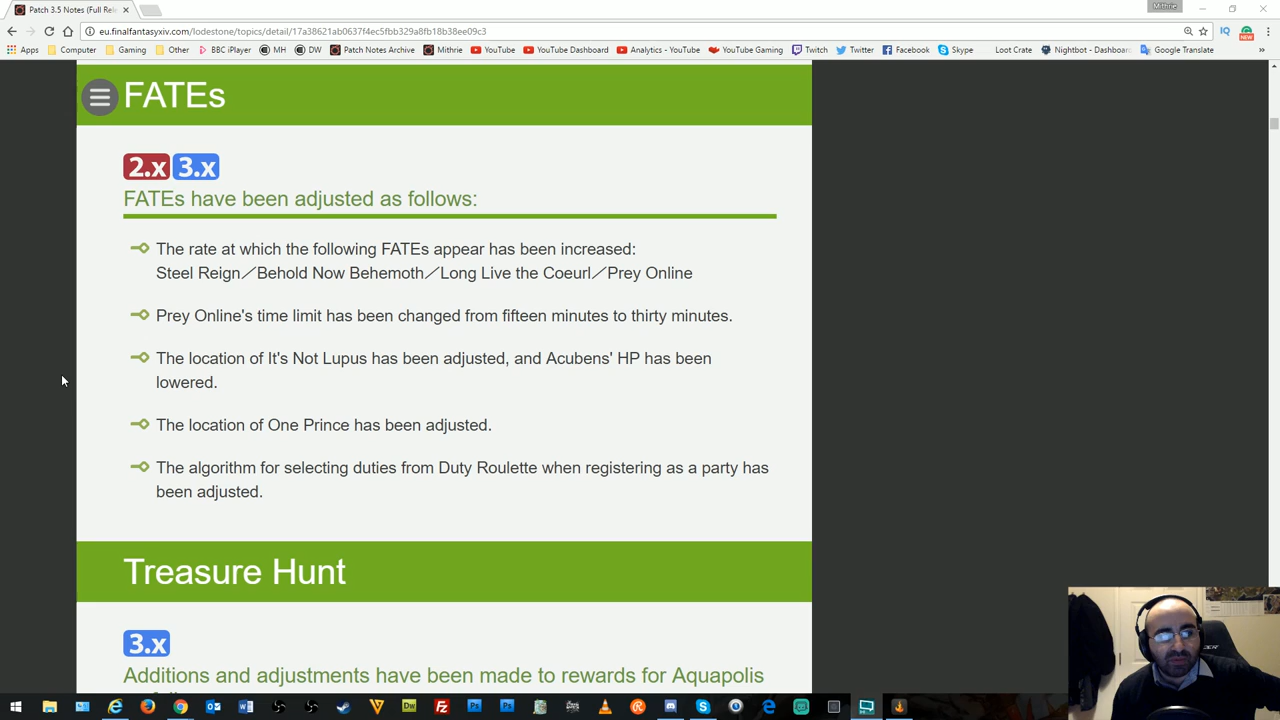 Mithrie
Patch 3.5 Notes (Full Rel
eu.finalfantasyxiv.com/lodestone/topics/detail/17a38621ab0637f4ec5fbb329a8fb18b38ee09c3
Apps Computer Gaming Other BBC iPlayer MH DW Patch Notes Archive Mithrie YouTube YouTube Dashboard Analytics - YouTube YouTube Gaming Twitch Twitter Facebook Skype Loot Crate Nightbot - Dashboard Google Translate »
FATEs
2.x 3.x
FATEs have been adjusted as follows:
The rate at which the following FATEs appear has been increased:
Steel Reign／Behold Now Behemoth／Long Live the Coeurl／Prey Online
Prey Online's time limit has been changed from fifteen minutes to thirty minutes.
The location of It's Not Lupus has been adjusted, and Acubens' HP has been
lowered.
The location of One Prince has been adjusted.
The algorithm for selecting duties from Duty Roulette when registering as a party has
been adjusted.
Treasure Hunt
3.x
Additions and adjustments have been made to rewards for Aquapolis